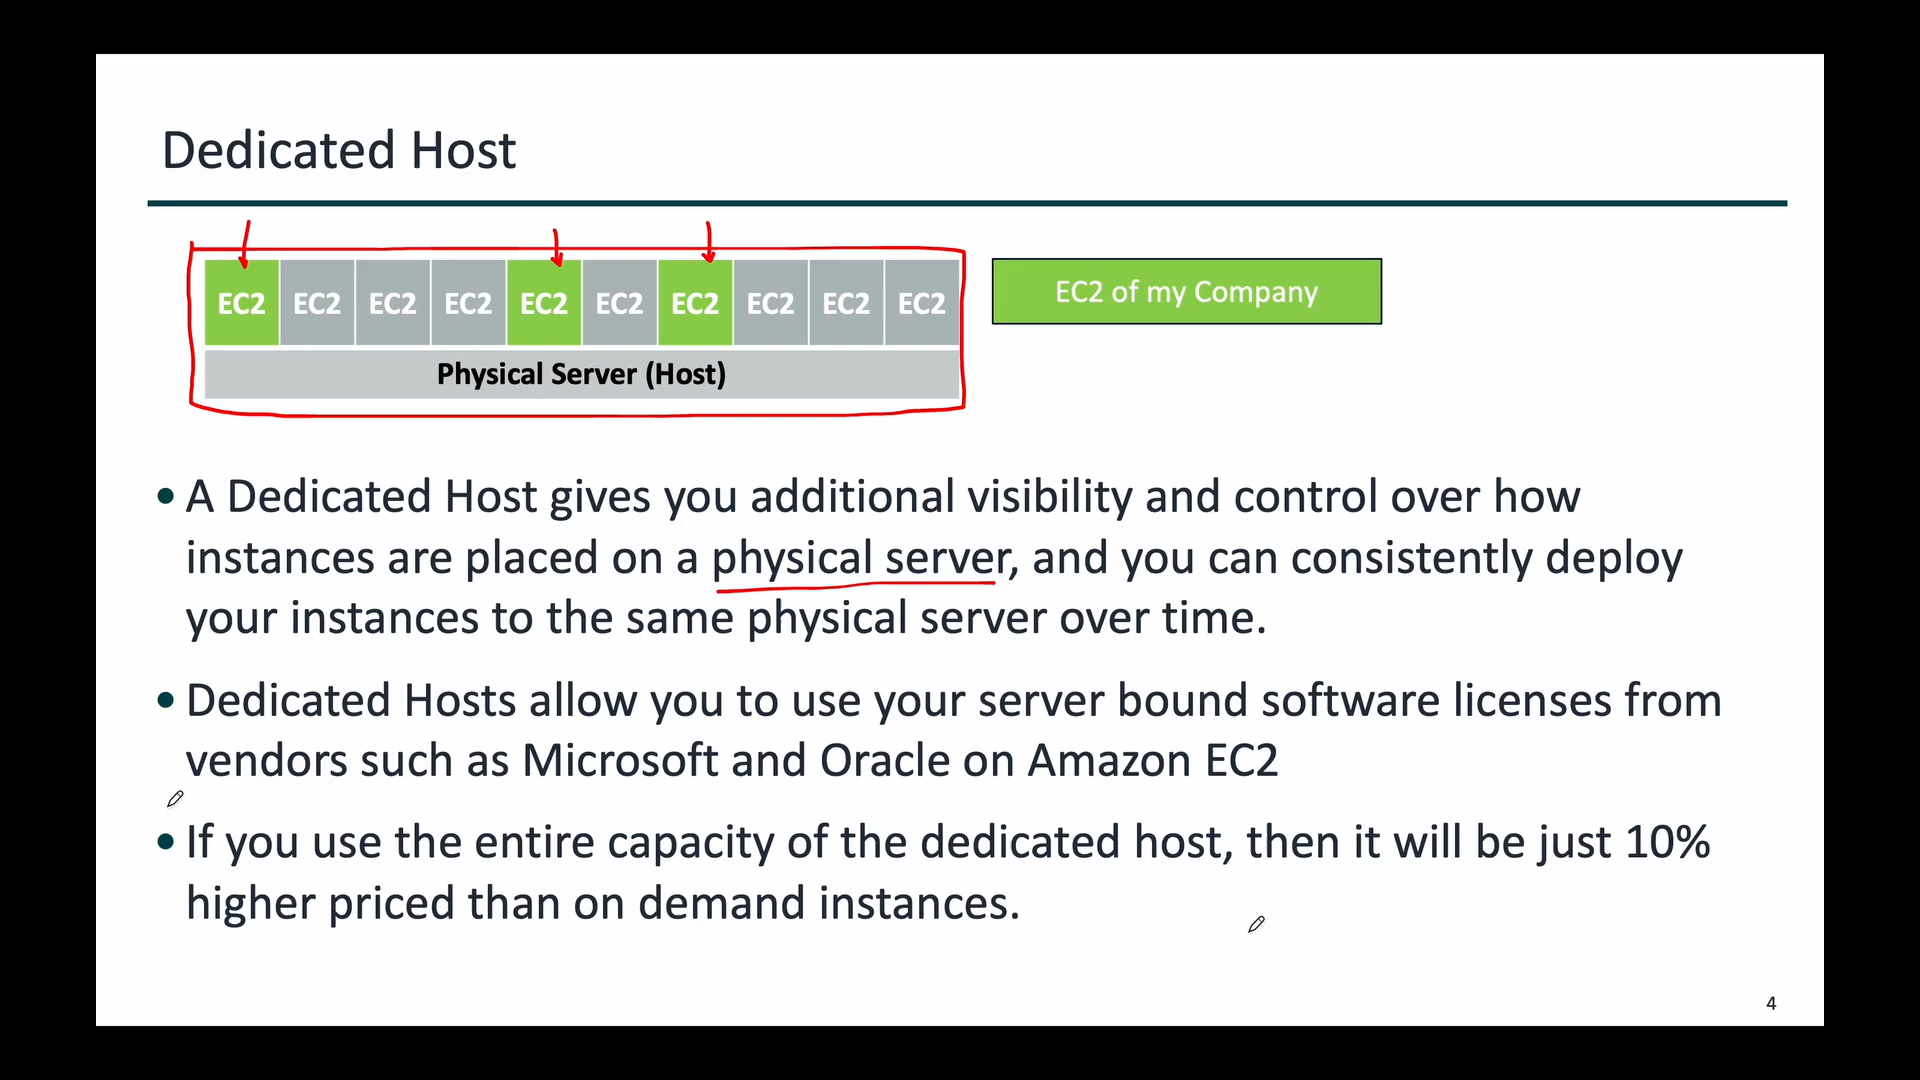 Dedicated Host
EC2 EC2 EC2 EC2 EC2 EC2 EC2 EC2 EC2 EC2
Physical Server (Host)
EC2 of my Company
• A Dedicated Host gives you additional visibility and control over how
instances are placed on a physical server, and you can consistently deploy
your instances to the same physical server over time.
• Dedicated Hosts allow you to use your server bound software licenses from
vendors such as Microsoft and Oracle on Amazon EC2
• If you use the entire capacity of the dedicated host, then it will be just 10%
higher priced than on demand instances.
4